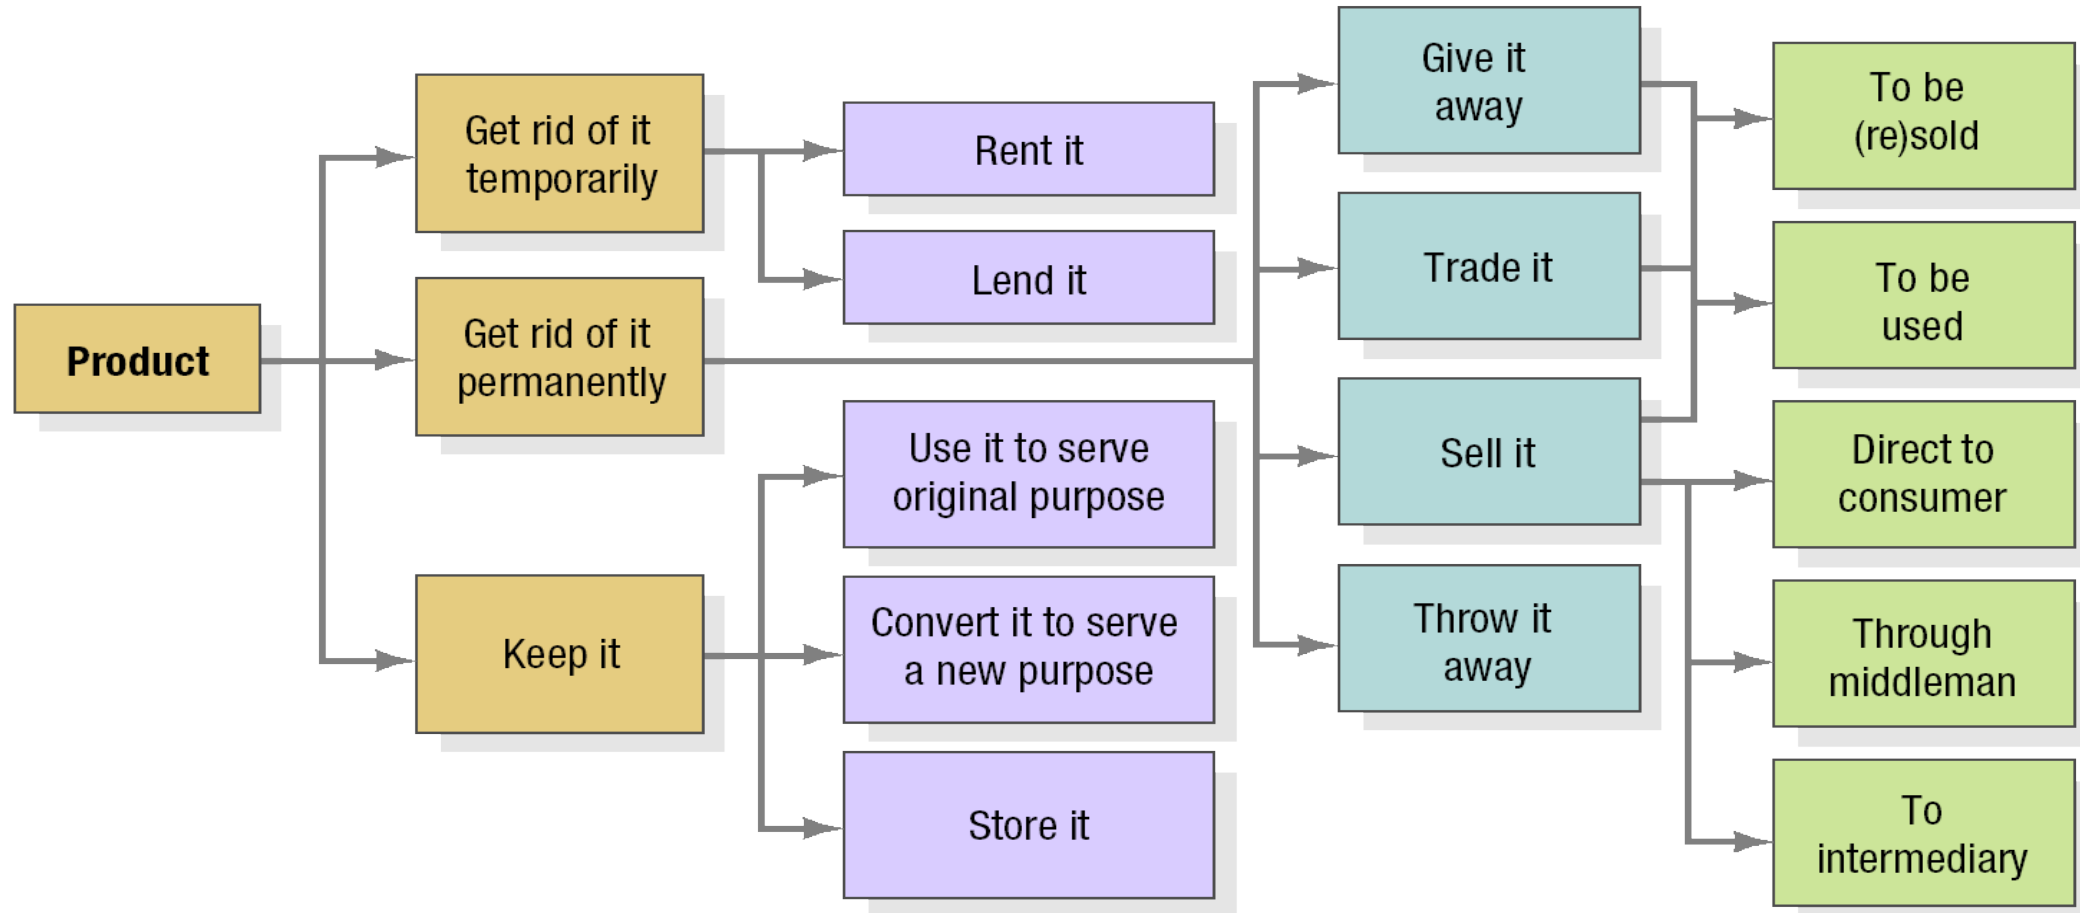 Product
Get rid of it
temporarily
Get rid of it
permanently
Keep it
Rent it
Lend it
Use it to serve
original purpose
Convert it to serve
a new purpose
Store it
Give it
away
Trade it
Sell it
Throw it
away
To be
(re)sold
To be
used
Direct to
consumer
Through
middleman
To
intermediary